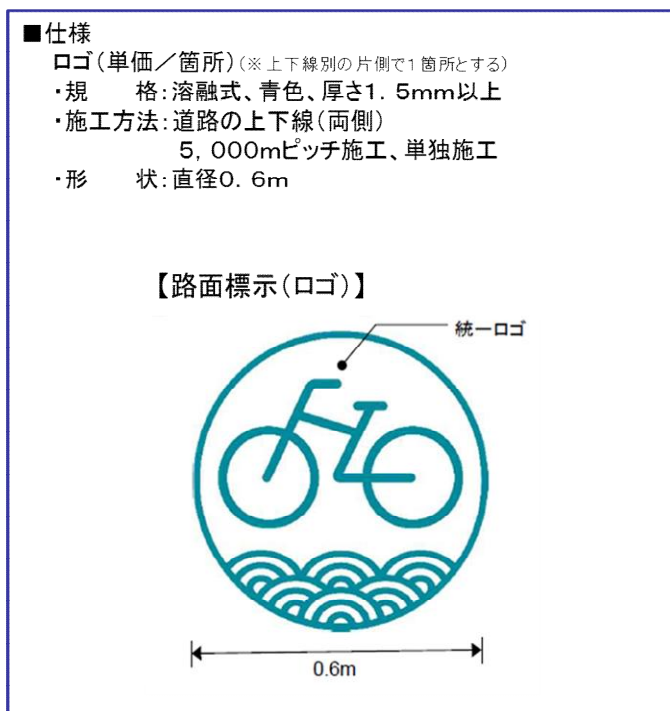 ■仕様
ロゴ(単価／箇所)(※上下線別の片側で1箇所とする)
・規　　格:溶融式、青色、厚さ1．5mm以上
・施工方法:道路の上下線(両側)
5，000mピッチ施工、単独施工
・形　　状:直径0．6m
【路面標示(ロゴ)】
統一ロゴ
0.6m